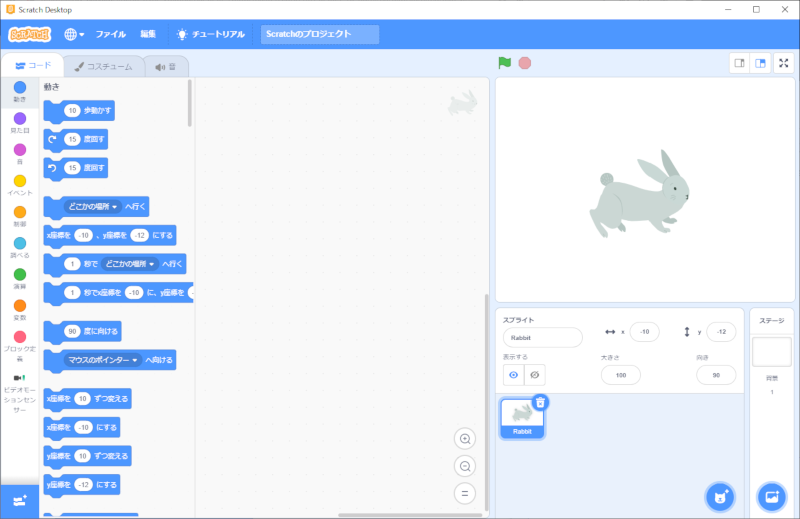 Scratch Desktop
SCRATCH
ファイル 編集 チュートリアル Scratchのプロジェクト
コード コスチューム 音
動き
見た目
音
イベント
制御
調べる
演算
変数
ブロック定義
ビデオモーションセンサー
動き
10 歩動かす
15 度回す
15 度回す
どこかの場所 へ行く
x座標を -10 、y座標を -12 にする
1 秒で どこかの場所 へ行く
1 秒でx座標を -10 に、y座標を
90 度に向ける
マウスのポインター へ向ける
x座標を 10 ずつ変える
x座標を -10 にする
y座標を 10 ずつ変える
y座標を -12 にする
スプライト
Rabbit x -10 y -12
表示する 大きさ 100 向き 90
Rabbit
ステージ
背景
1